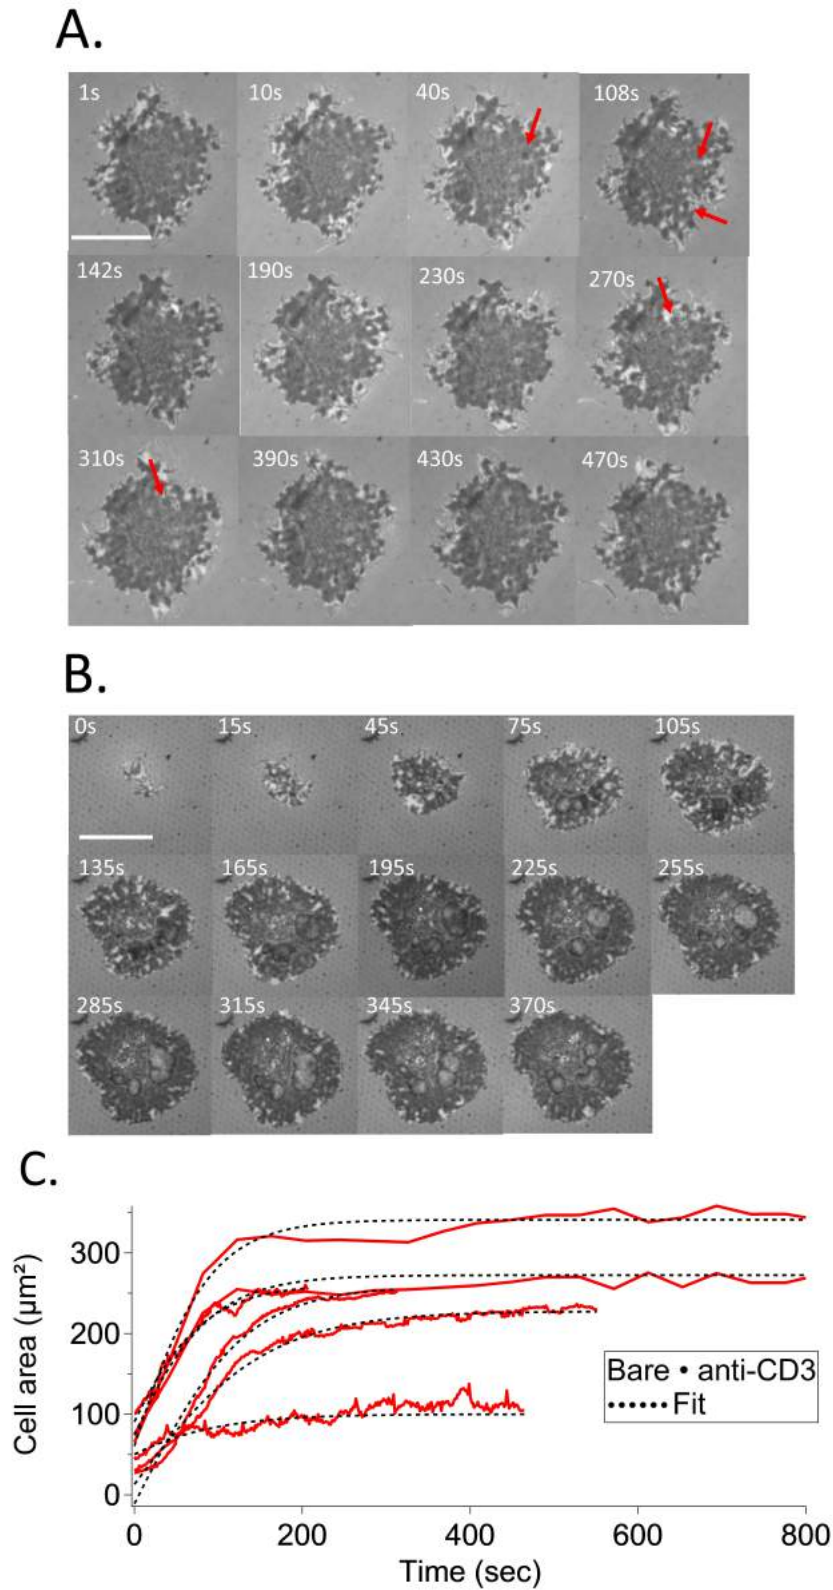 A.
1s 10s 40s 108s
142s 190s 230s 270s
310s 390s 430s 470s
B.
0s 15s 45s 75s 105s
135s 165s 195s 225s 255s
285s 315s 345s 370s
C.
Cell area (µm²)
300
200
100
0
Bare • anti-CD3
Fit
0 200 400 600 800
Time (sec)